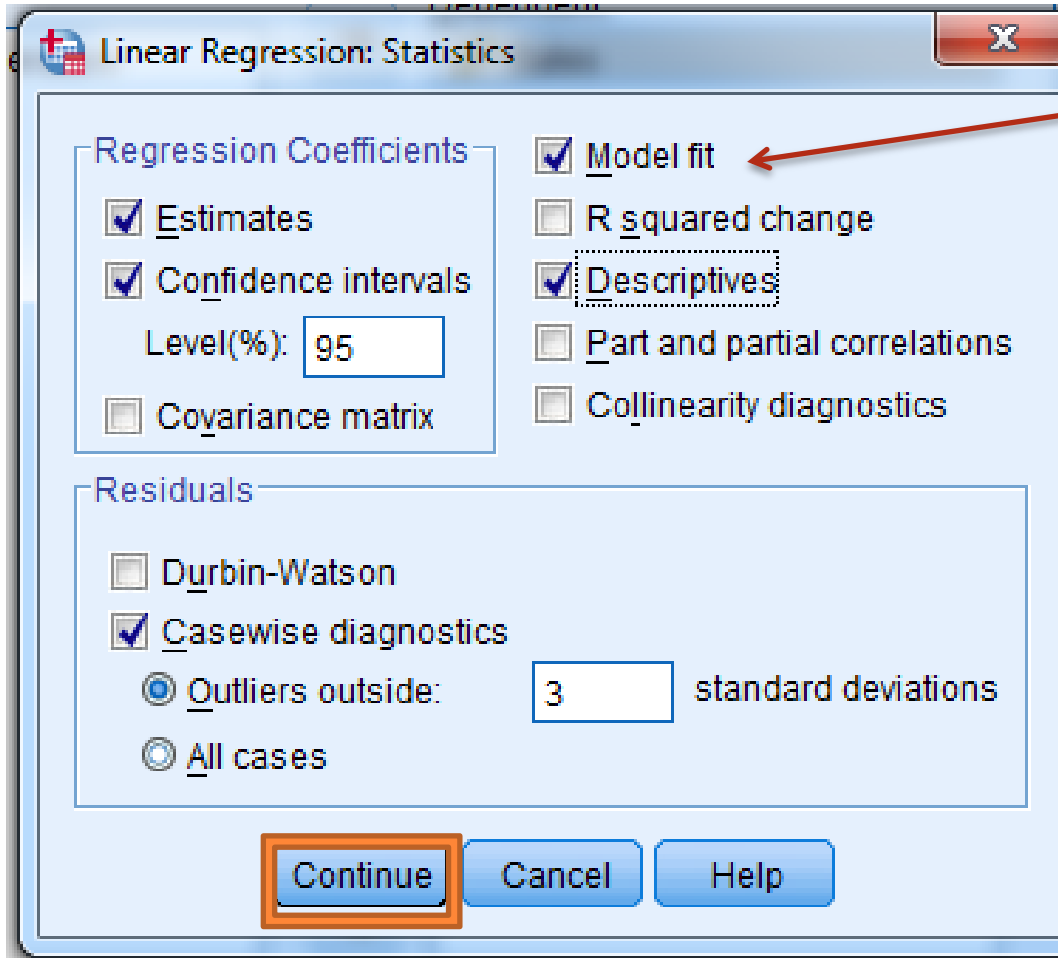 Linear Regression: Statistics
Regression Coefficients
Estimates
Confidence intervals
Level(%): 95
Covariance matrix
Model fit
R squared change
Descriptives
Part and partial correlations
Collinearity diagnostics
Residuals
Durbin-Watson
Casewise diagnostics
Outliers outside: 3 standard deviations
All cases
Continue Cancel Help